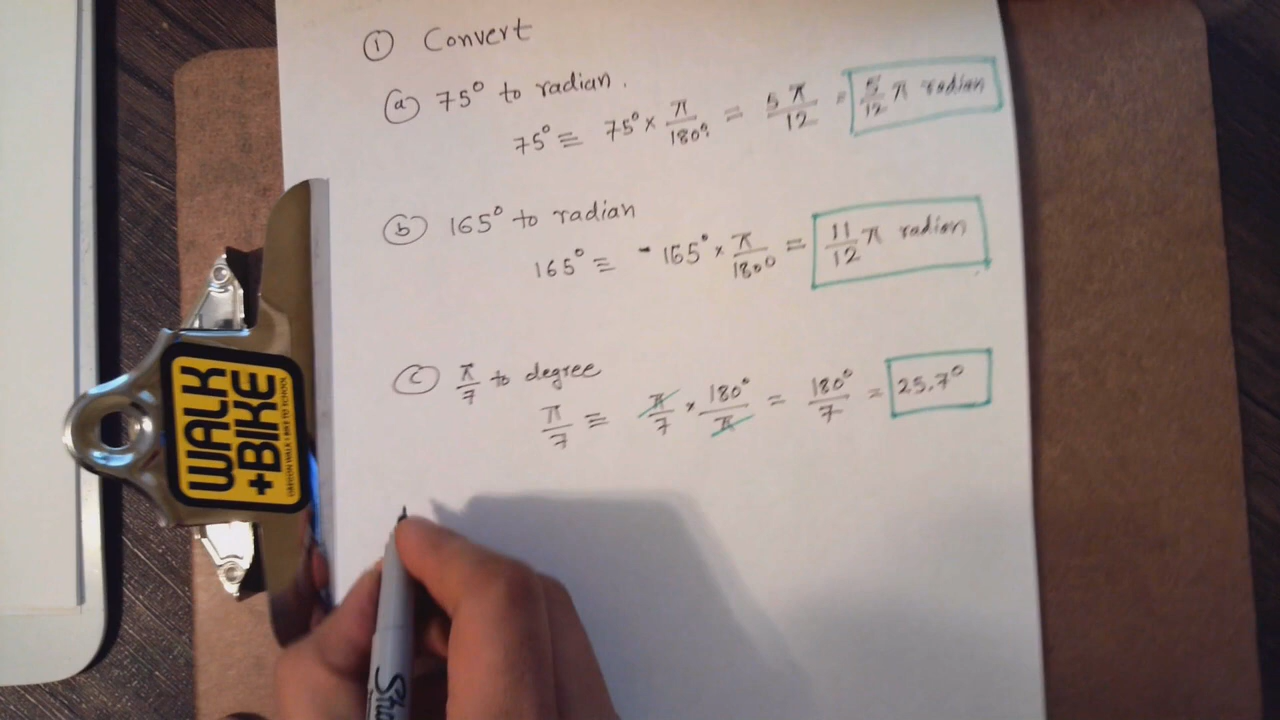 ① Convert
ⓐ 75° to radian.
75° ≡ 75° × π/180° = 5π/12 = 5/12 π radian
ⓑ 165° to radian
165° ≡ 165° × π/180° = 11/12 π radian
ⓒ π/7 to degree
π/7 ≡ π/7 × 180°/π = 180°/7 = 25.7°
WALK
+BIKE